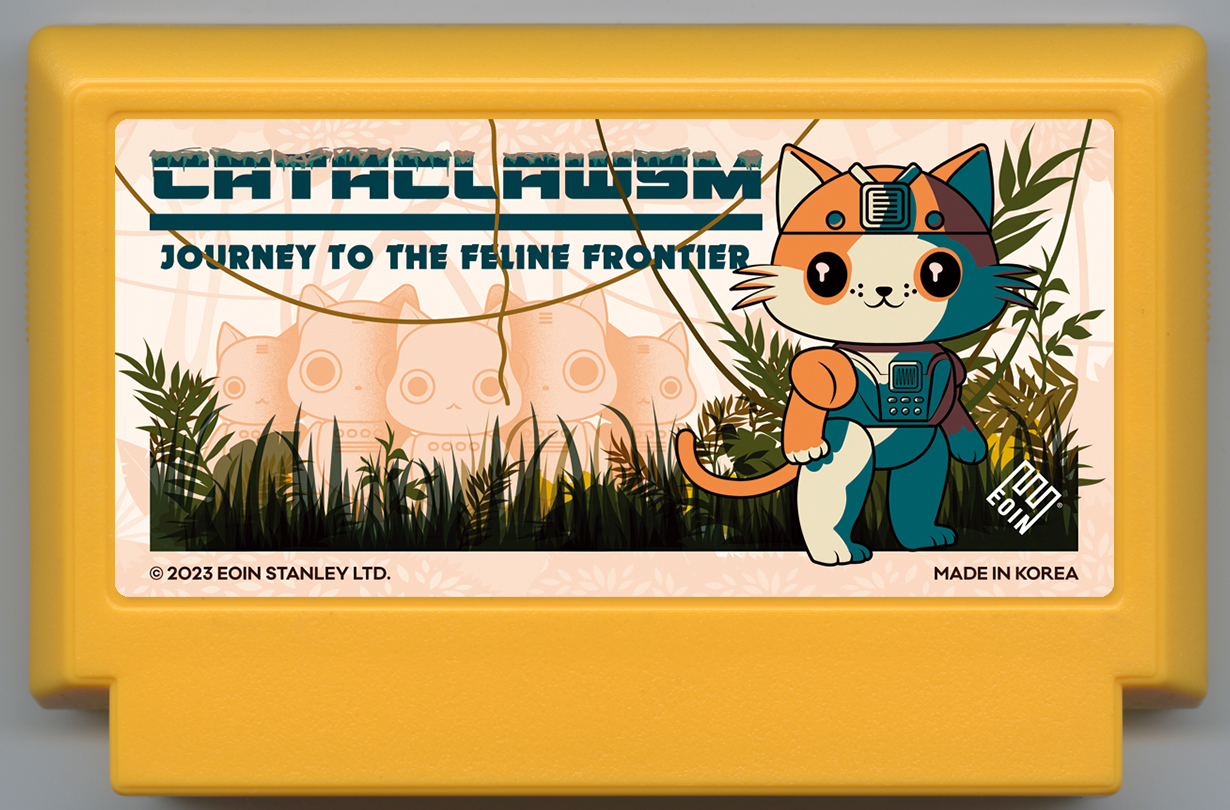 CATACLAWSM
JOURNEY TO THE FELINE FRONTIER
EOIN®
© 2023 EOIN STANLEY LTD.
MADE IN KOREA